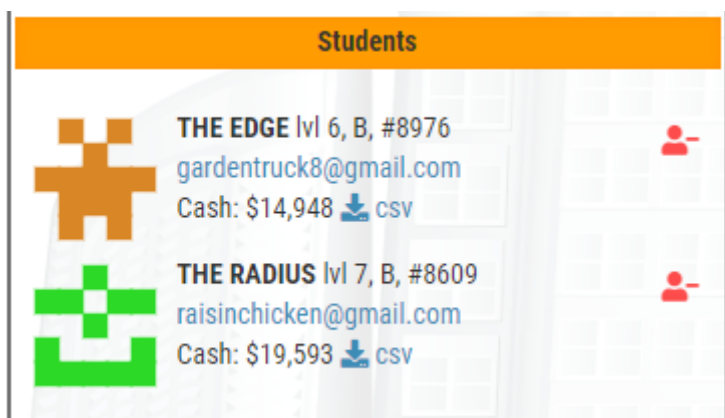 Students
THE EDGE lvl 6, B, #8976
gardentruck8@gmail.com
Cash: $14,948 csv
THE RADIUS lvl 7, B, #8609
raisinchicken@gmail.com
Cash: $19,593 csv